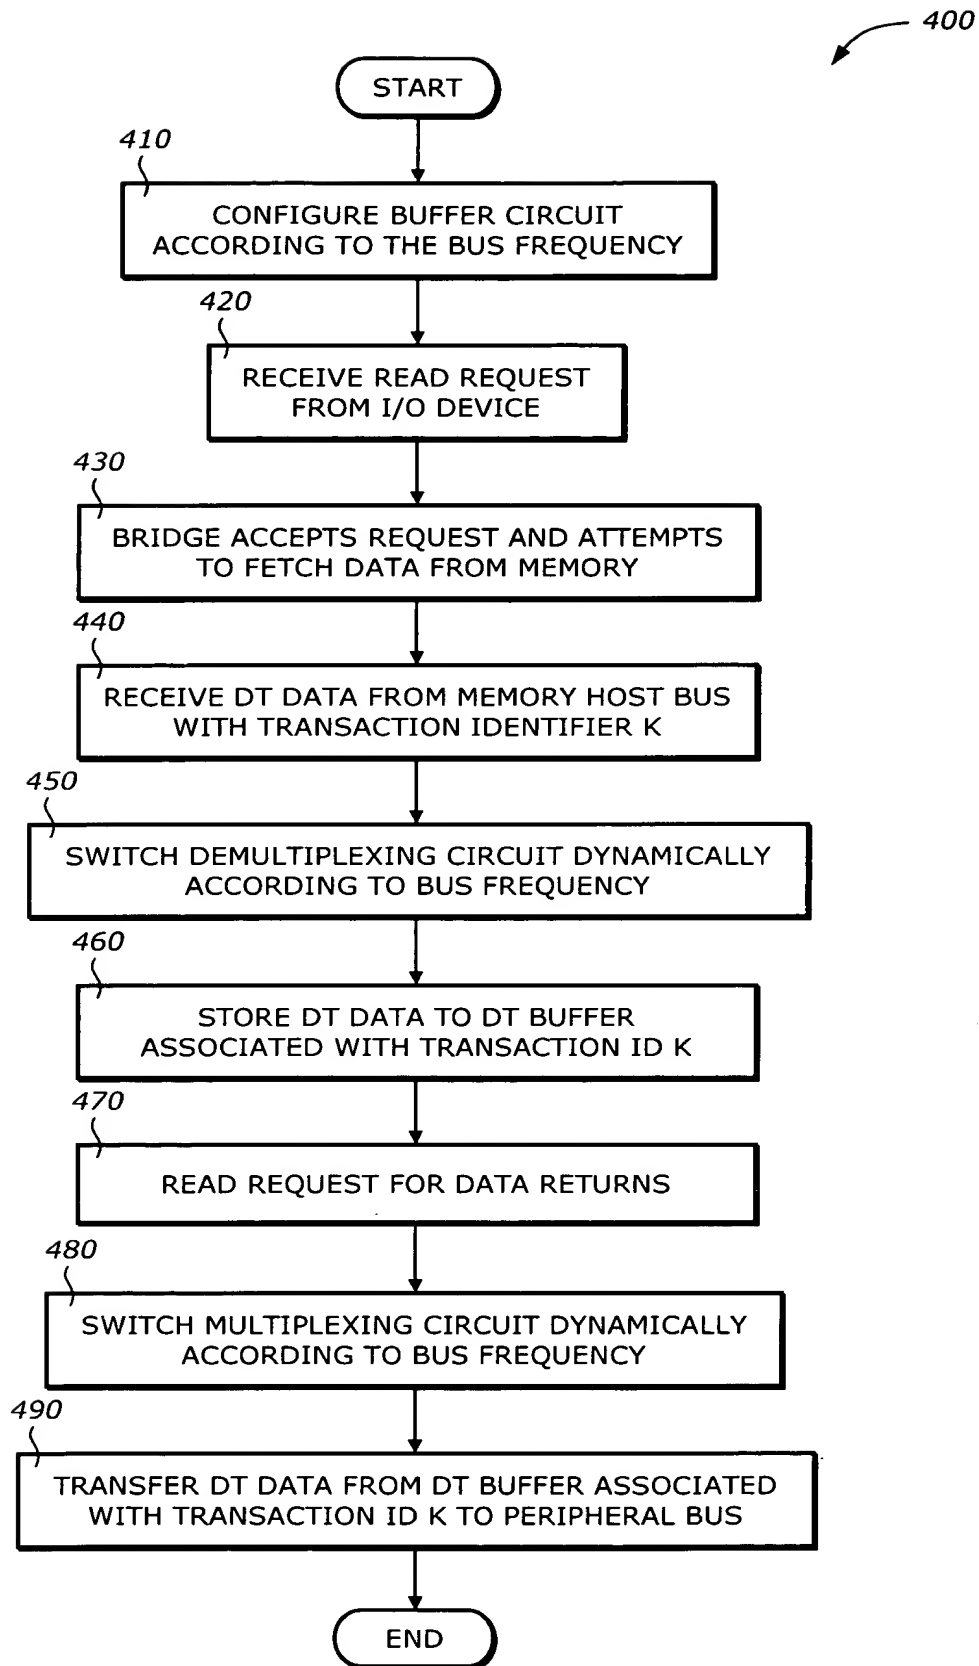 400
START
410
CONFIGURE BUFFER CIRCUIT
ACCORDING TO THE BUS FREQUENCY
420
RECEIVE READ REQUEST
FROM I/O DEVICE
430
BRIDGE ACCEPTS REQUEST AND ATTEMPTS
TO FETCH DATA FROM MEMORY
440
RECEIVE DT DATA FROM MEMORY HOST BUS
WITH TRANSACTION IDENTIFIER K
450
SWITCH DEMULTIPLEXING CIRCUIT DYNAMICALLY
ACCORDING TO BUS FREQUENCY
460
STORE DT DATA TO DT BUFFER
ASSOCIATED WITH TRANSACTION ID K
470
READ REQUEST FOR DATA RETURNS
480
SWITCH MULTIPLEXING CIRCUIT DYNAMICALLY
ACCORDING TO BUS FREQUENCY
490
TRANSFER DT DATA FROM DT BUFFER ASSOCIATED
WITH TRANSACTION ID K TO PERIPHERAL BUS
END